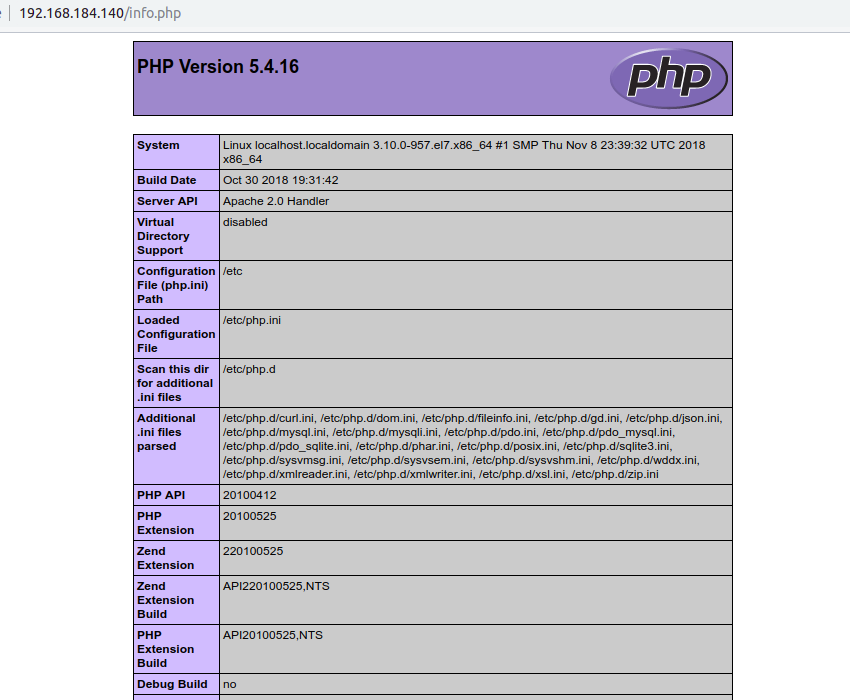 192.168.184.140/info.php
PHP Version 5.4.16
php
System
Linux localhost.localdomain 3.10.0-957.el7.x86_64 #1 SMP Thu Nov 8 23:39:32 UTC 2018
x86_64
Build Date
Oct 30 2018 19:31:42
Server API
Apache 2.0 Handler
Virtual
Directory
Support
disabled
Configuration
File (php.ini)
Path
/etc
Loaded
Configuration
File
/etc/php.ini
Scan this dir
for additional
.ini files
/etc/php.d
Additional
.ini files
parsed
/etc/php.d/curl.ini, /etc/php.d/dom.ini, /etc/php.d/fileinfo.ini, /etc/php.d/gd.ini, /etc/php.d/json.ini,
/etc/php.d/mysql.ini, /etc/php.d/mysqli.ini, /etc/php.d/pdo.ini, /etc/php.d/pdo_mysql.ini,
/etc/php.d/pdo_sqlite.ini, /etc/php.d/phar.ini, /etc/php.d/posix.ini, /etc/php.d/sqlite3.ini,
/etc/php.d/sysvmsg.ini, /etc/php.d/sysvsem.ini, /etc/php.d/sysvshm.ini, /etc/php.d/wddx.ini,
/etc/php.d/xmlreader.ini, /etc/php.d/xmlwriter.ini, /etc/php.d/xsl.ini, /etc/php.d/zip.ini
PHP API
20100412
PHP
Extension
20100525
Zend
Extension
220100525
Zend
Extension
Build
API220100525,NTS
PHP
Extension
Build
API20100525,NTS
Debug Build
no